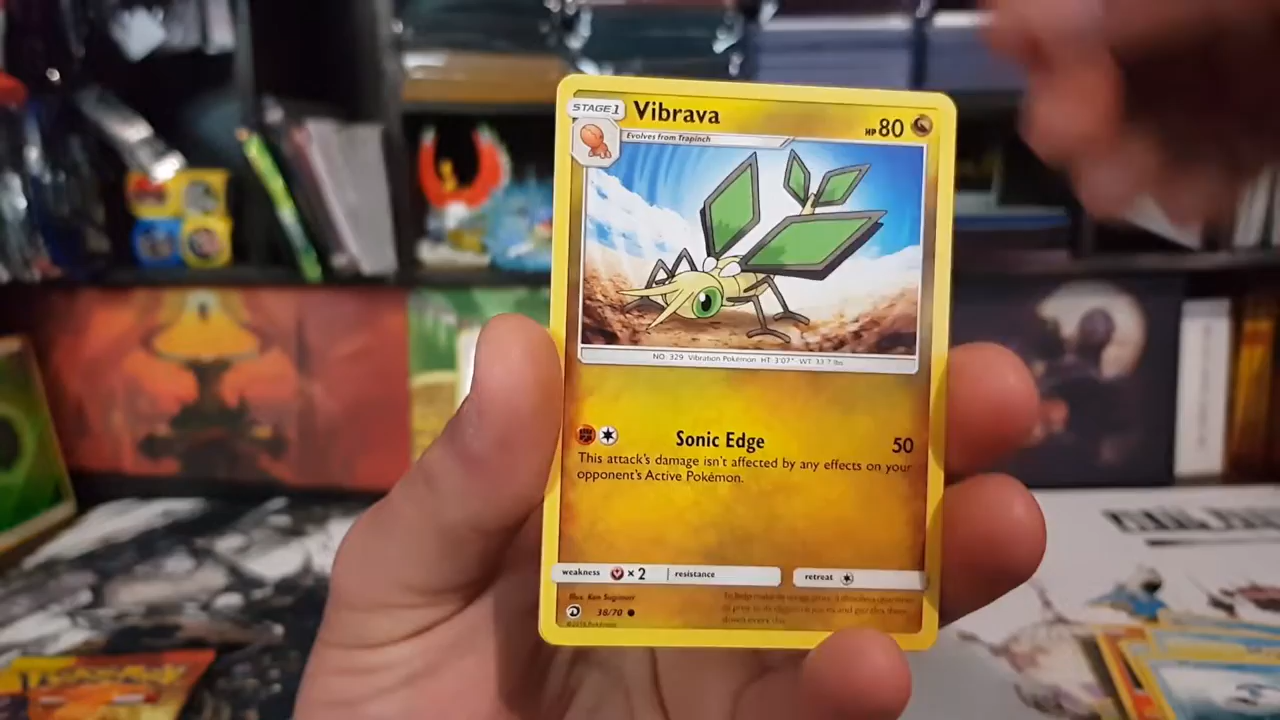 STAGE 1
Vibrava
HP 80
Evolves from Trapinch
NO. 329 Vibration Pokémon HT: 3'07" WT: 33.7 lbs
Sonic Edge
50
This attack's damage isn't affected by any effects on your
opponent's Active Pokémon.
weakness × 2 resistance
retreat
Illus. Ken Sugimori
38/70